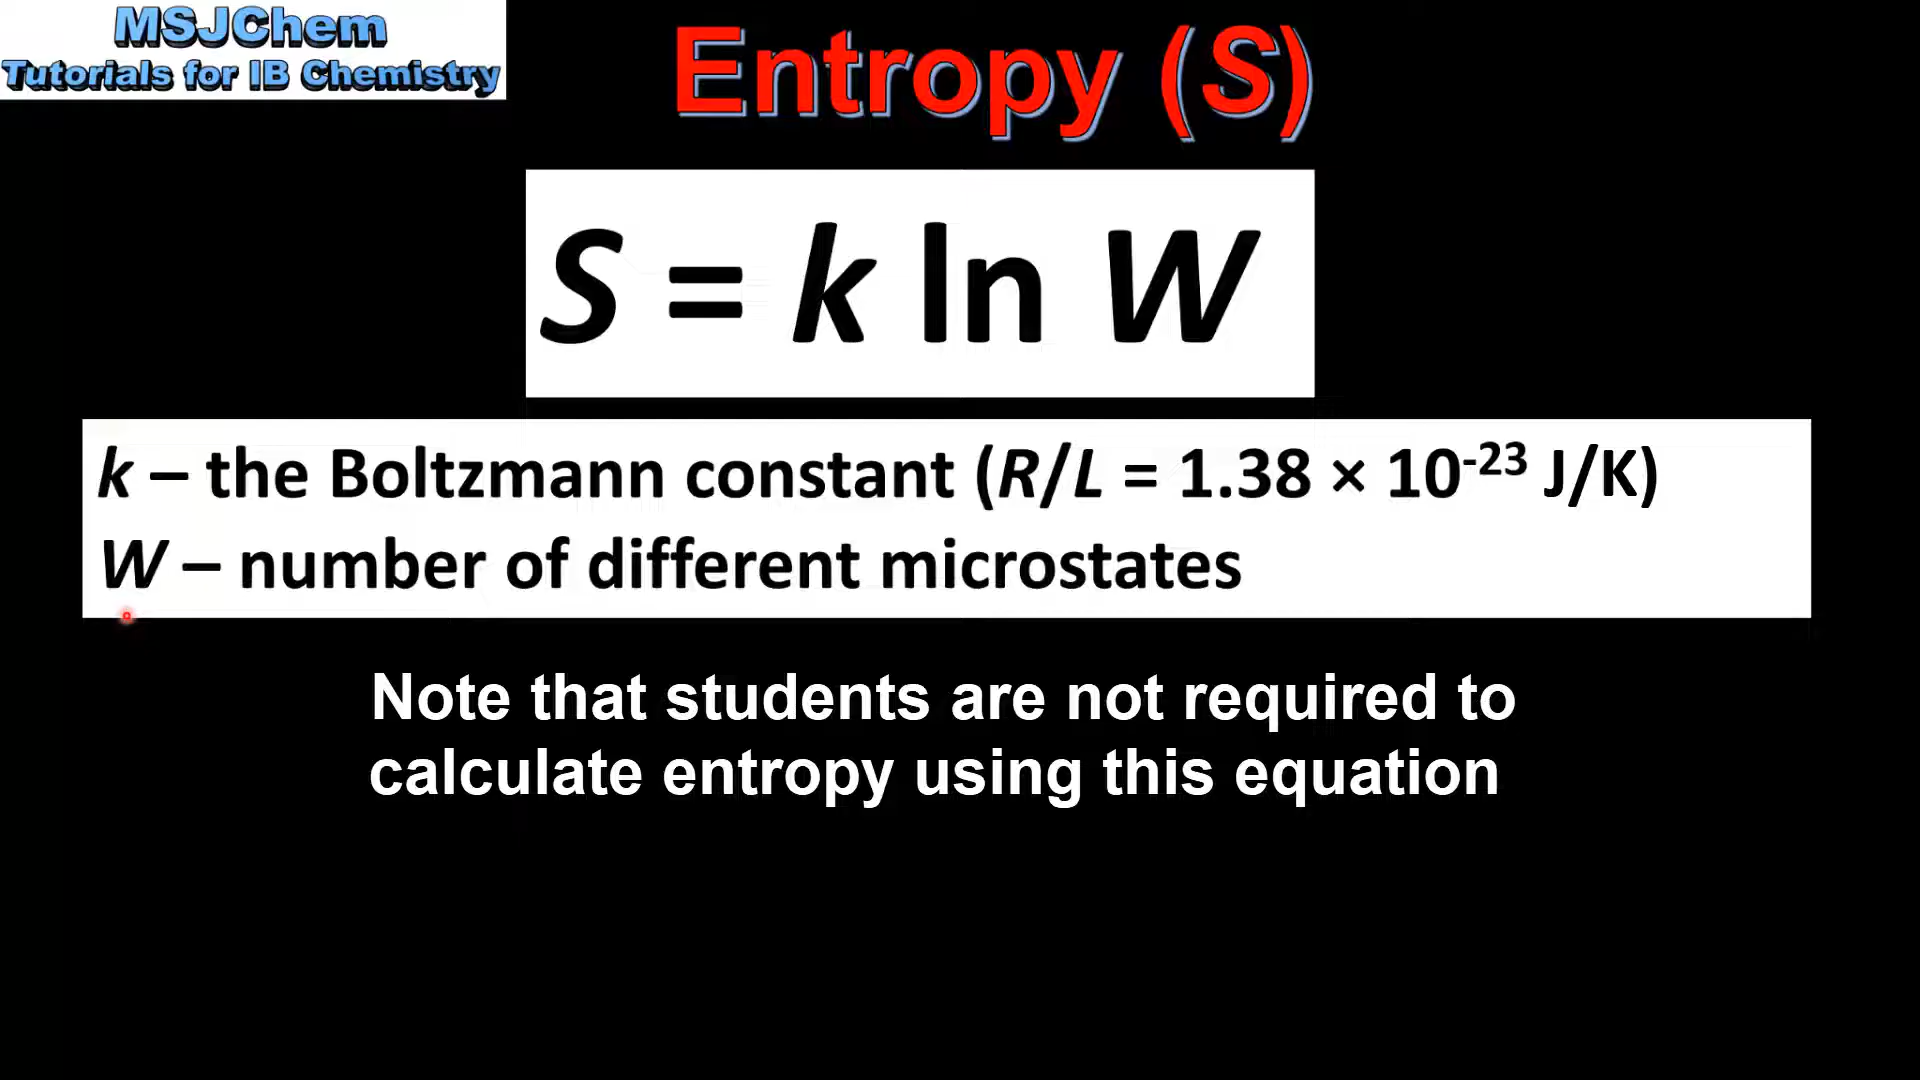 MSJChem
Tutorials for IB Chemistry
Entropy (S)
S = k ln W
k – the Boltzmann constant (R/L = 1.38 × 10⁻²³ J/K)
W – number of different microstates
Note that students are not required to
calculate entropy using this equation